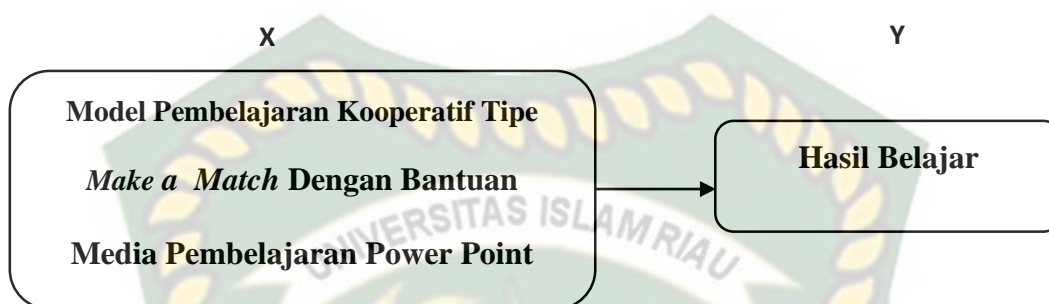 X
Y
Model Pembelajaran Kooperatif Tipe
Make a Match Dengan Bantuan
Media Pembelajaran Power Point
Hasil Belajar
UNIVERSITAS ISLAM RIAU